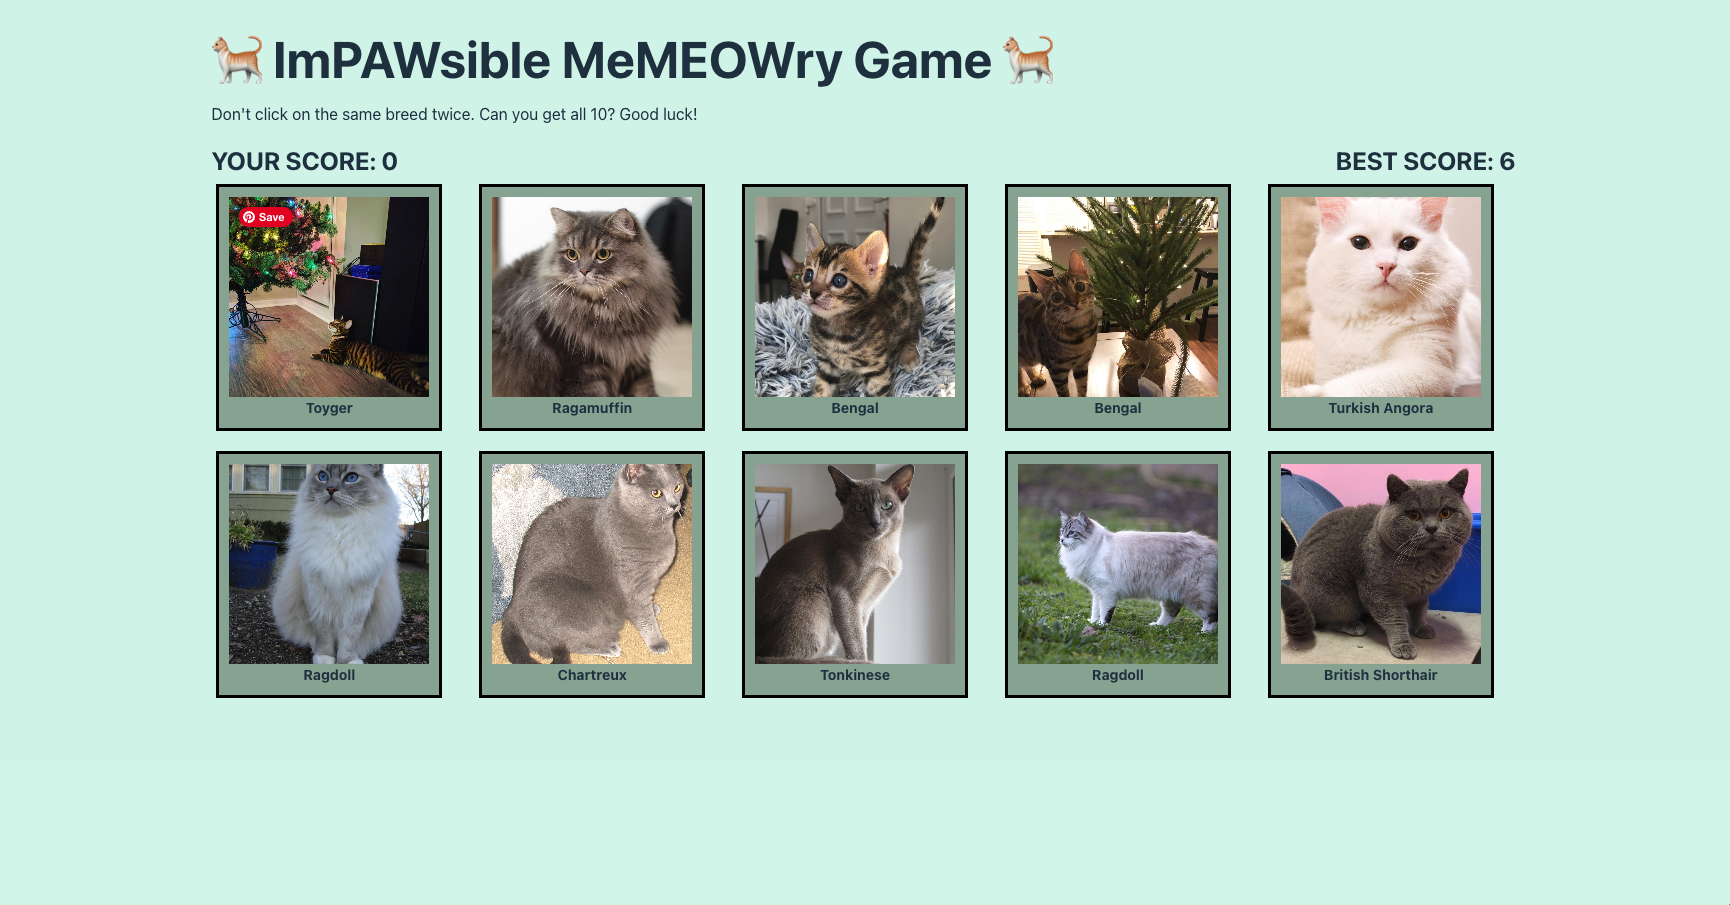 ImPAWsible MeMEOWry Game
Don't click on the same breed twice. Can you get all 10? Good luck!
YOUR SCORE: 0
BEST SCORE: 6
Save
Toyger
Ragamuffin
Bengal
Bengal
Turkish Angora
Ragdoll
Chartreux
Tonkinese
Ragdoll
British Shorthair